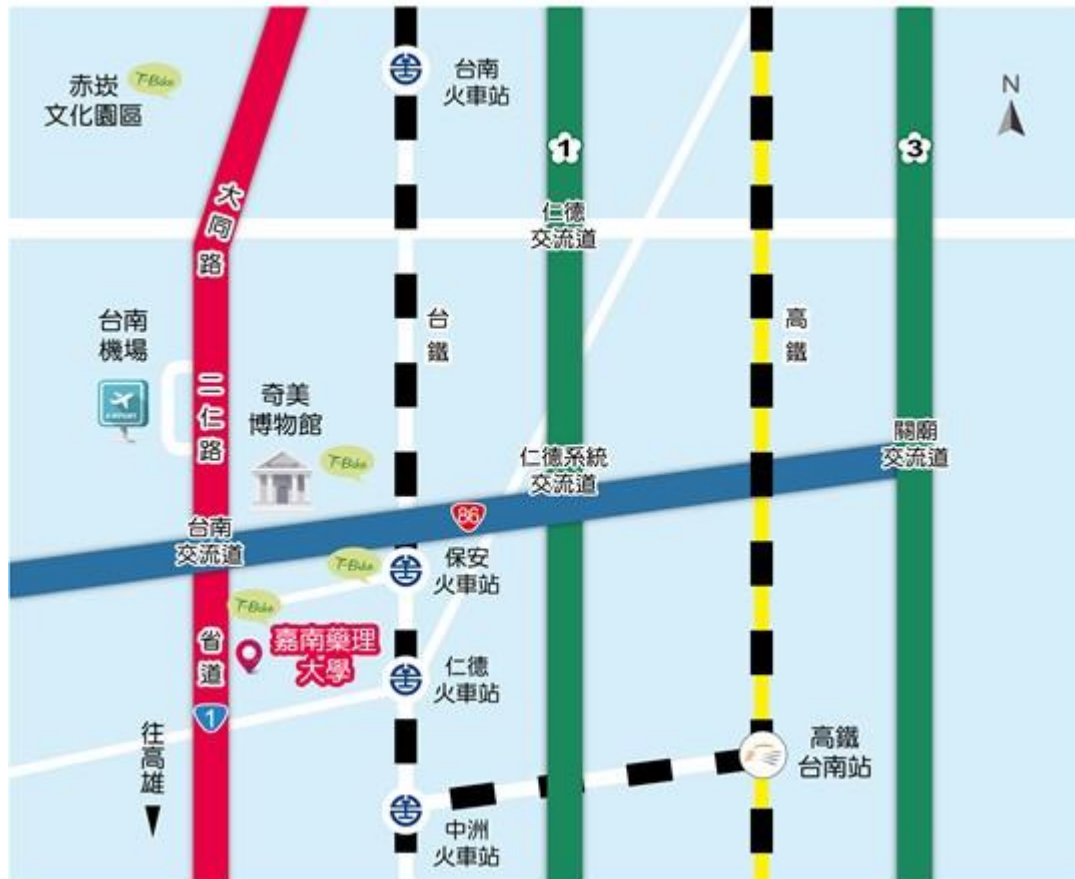 台南
火車站
赤崁
文化園區
T-Bike
N
1
3
大同路
仁德
交流道
台南
機場
台鐵
高鐵
二仁路
奇美
博物館
T-Bike
關廟
交流道
仁德系統
交流道
86
台南
交流道
T-Bike
保安
火車站
T-Bike
省道
嘉南藥理
大學
仁德
火車站
1
往高雄
高鐵
台南站
中洲
火車站